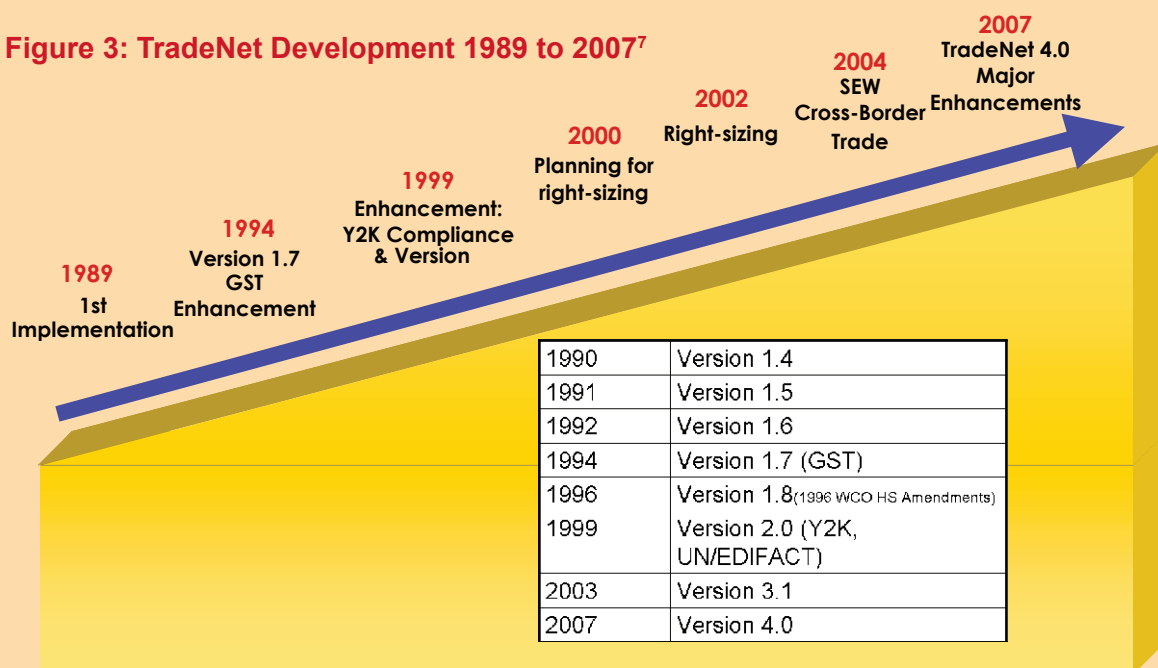 Figure 3: TradeNet Development 1989 to 2007⁷
1989
1st
Implementation
1994
Version 1.7
GST
Enhancement
1999
Enhancement:
Y2K Compliance
& Version
2000
Planning for
right-sizing
2002
Right-sizing
2004
SEW
Cross-Border
Trade
2007
TradeNet 4.0
Major
Enhancements
1990 Version 1.4
1991 Version 1.5
1992 Version 1.6
1994 Version 1.7 (GST)
1996 Version 1.8(1996 WCO HS Amendments)
1999 Version 2.0 (Y2K,
UN/EDIFACT)
2003 Version 3.1
2007 Version 4.0